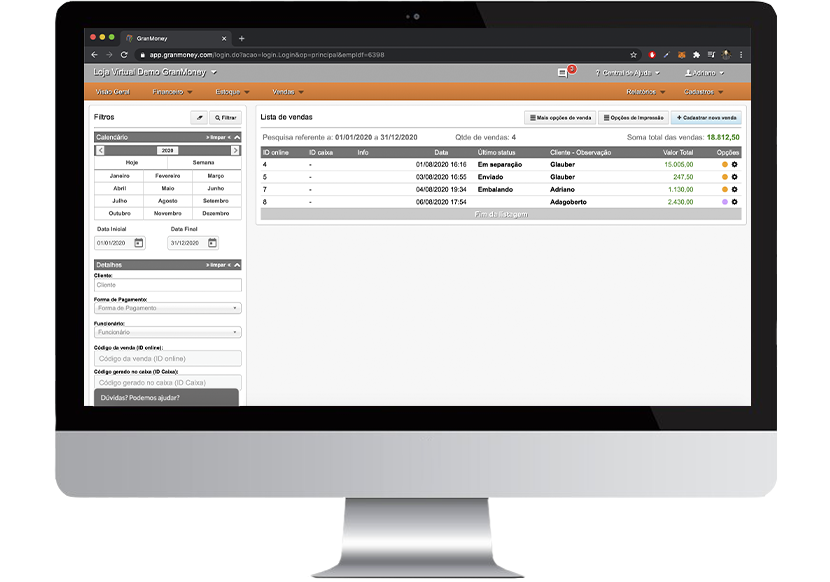 GranMoney
app.granmoney.com/login.do?acao=login.Login&op=principal&empIdf=6398
Loja Virtual Demo GranMoney
3
? Central de Ajuda
Adriano
Visão Geral
Financeiro
Estoque
Vendas
Relatórios
Cadastros
Filtros
Filtrar
Calendário
» limpar «
2020
Hoje
Semana
Janeiro
Fevereiro
Março
Abril
Maio
Junho
Julho
Agosto
Setembro
Outubro
Novembro
Dezembro
Data Inicial
Data Final
01/01/2020
31/12/2020
Detalhes
» limpar «
Cliente:
Cliente
Forma de Pagamento:
Forma de Pagamento
Funcionário:
Funcionário
Código da venda (ID online):
Código da venda (ID online)
Código gerado no caixa (ID Caixa):
Código gerado no caixa (ID Caixa)
Dúvidas? Podemos ajudar?
Lista de vendas
Mais opções de venda
Opções de Impressão
+ Cadastrar nova venda
Pesquisa referente a: 01/01/2020 a 31/12/2020
Qtde de vendas: 4
Soma total das vendas: 18.812,50
ID online ID caixa Info Data Último status Cliente - Observação Valor Total Opções
4 - 01/08/2020 16:16 Em separação Glauber 15.005,00
5 - 03/08/2020 16:55 Enviado Glauber 247,50
7 - 04/08/2020 19:34 Embalando Adriano 1.130,00
8 - 06/08/2020 17:54 Adagoberto 2.430,00
Fim da listagem